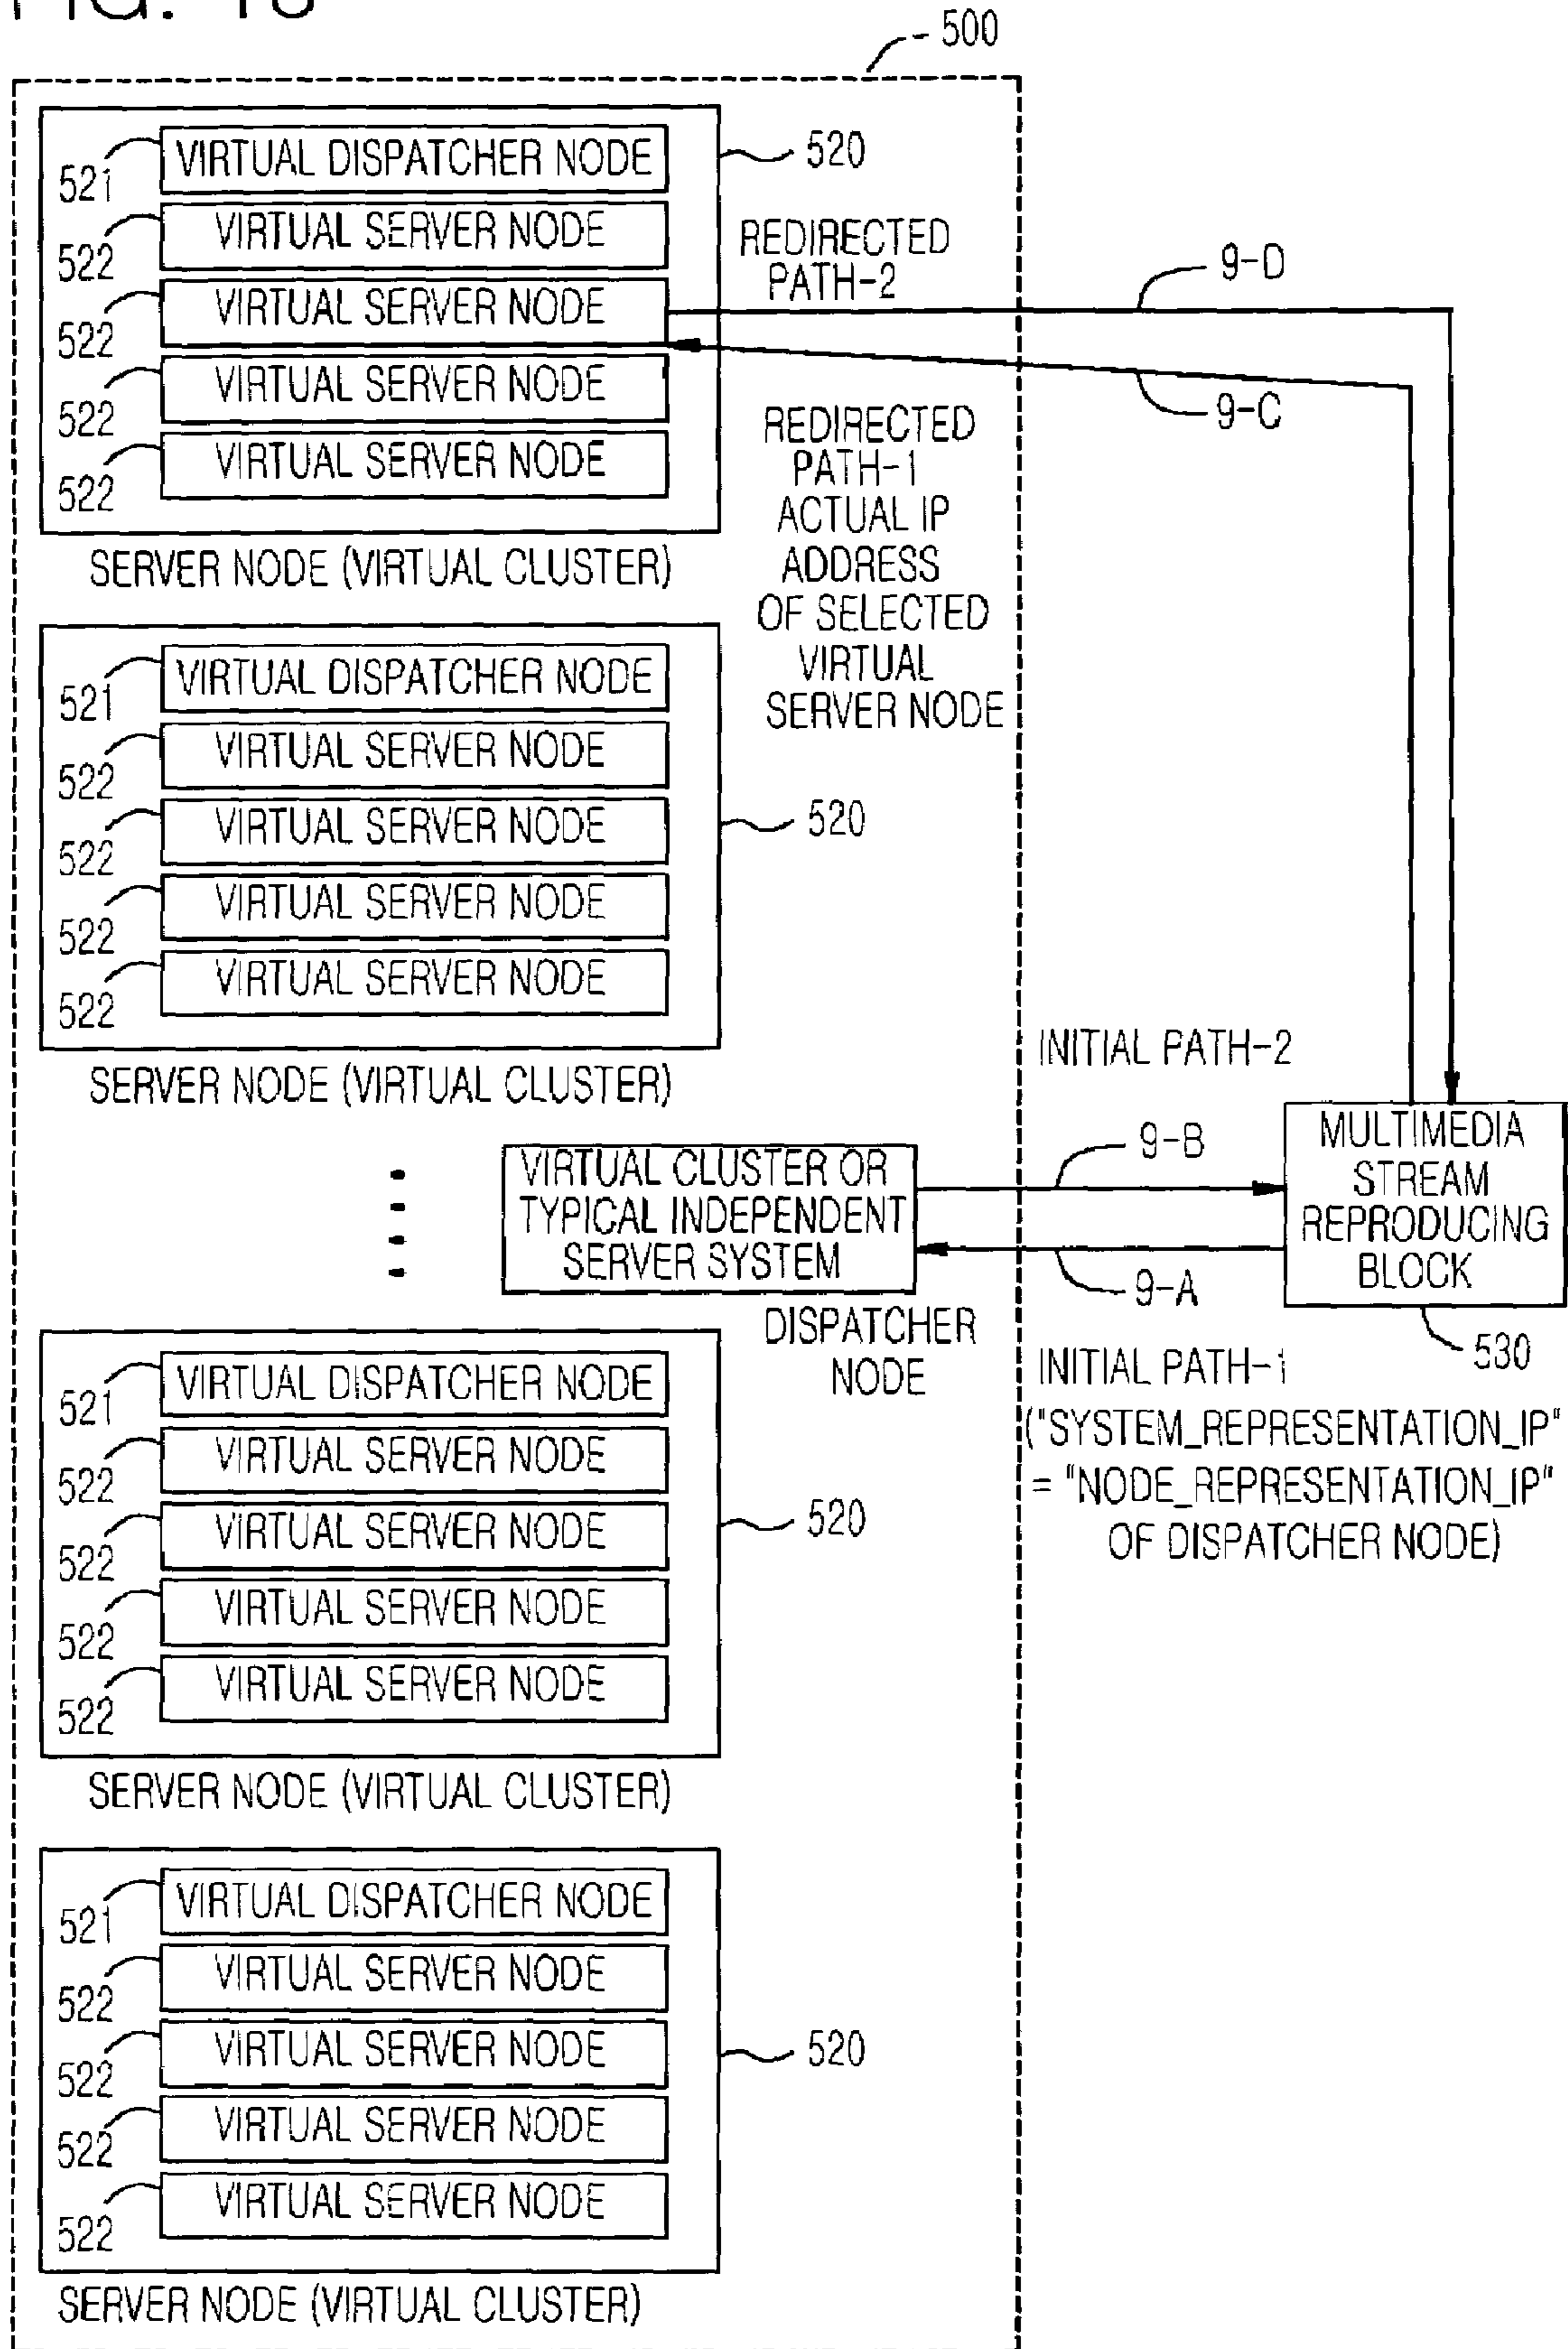 500
VIRTUAL DISPATCHER NODE
520
521
VIRTUAL SERVER NODE
522
REDIRECTED
PATH-2
9-D
VIRTUAL SERVER NODE
522
VIRTUAL SERVER NODE
522
9-C
VIRTUAL SERVER NODE
522
REDIRECTED
PATH-1
ACTUAL IP
ADDRESS
OF SELECTED
VIRTUAL
SERVER NODE
SERVER NODE (VIRTUAL CLUSTER)
VIRTUAL DISPATCHER NODE
521
VIRTUAL SERVER NODE
522
VIRTUAL SERVER NODE
522
520
VIRTUAL SERVER NODE
522
VIRTUAL SERVER NODE
522
SERVER NODE (VIRTUAL CLUSTER)
INITIAL PATH-2
VIRTUAL CLUSTER OR
TYPICAL INDEPENDENT
SERVER SYSTEM
9-B
9-A
MULTIMEDIA
STREAM
REPRODUCING
BLOCK
530
DISPATCHER
NODE
INITIAL PATH-1
("SYSTEM_REPRESENTATION_IP"
= "NODE_REPRESENTATION_IP"
OF DISPATCHER NODE)
VIRTUAL DISPATCHER NODE
521
VIRTUAL SERVER NODE
522
VIRTUAL SERVER NODE
522
520
VIRTUAL SERVER NODE
522
VIRTUAL SERVER NODE
522
SERVER NODE (VIRTUAL CLUSTER)
VIRTUAL DISPATCHER NODE
521
VIRTUAL SERVER NODE
522
VIRTUAL SERVER NODE
522
520
VIRTUAL SERVER NODE
522
VIRTUAL SERVER NODE
522
SERVER NODE (VIRTUAL CLUSTER)